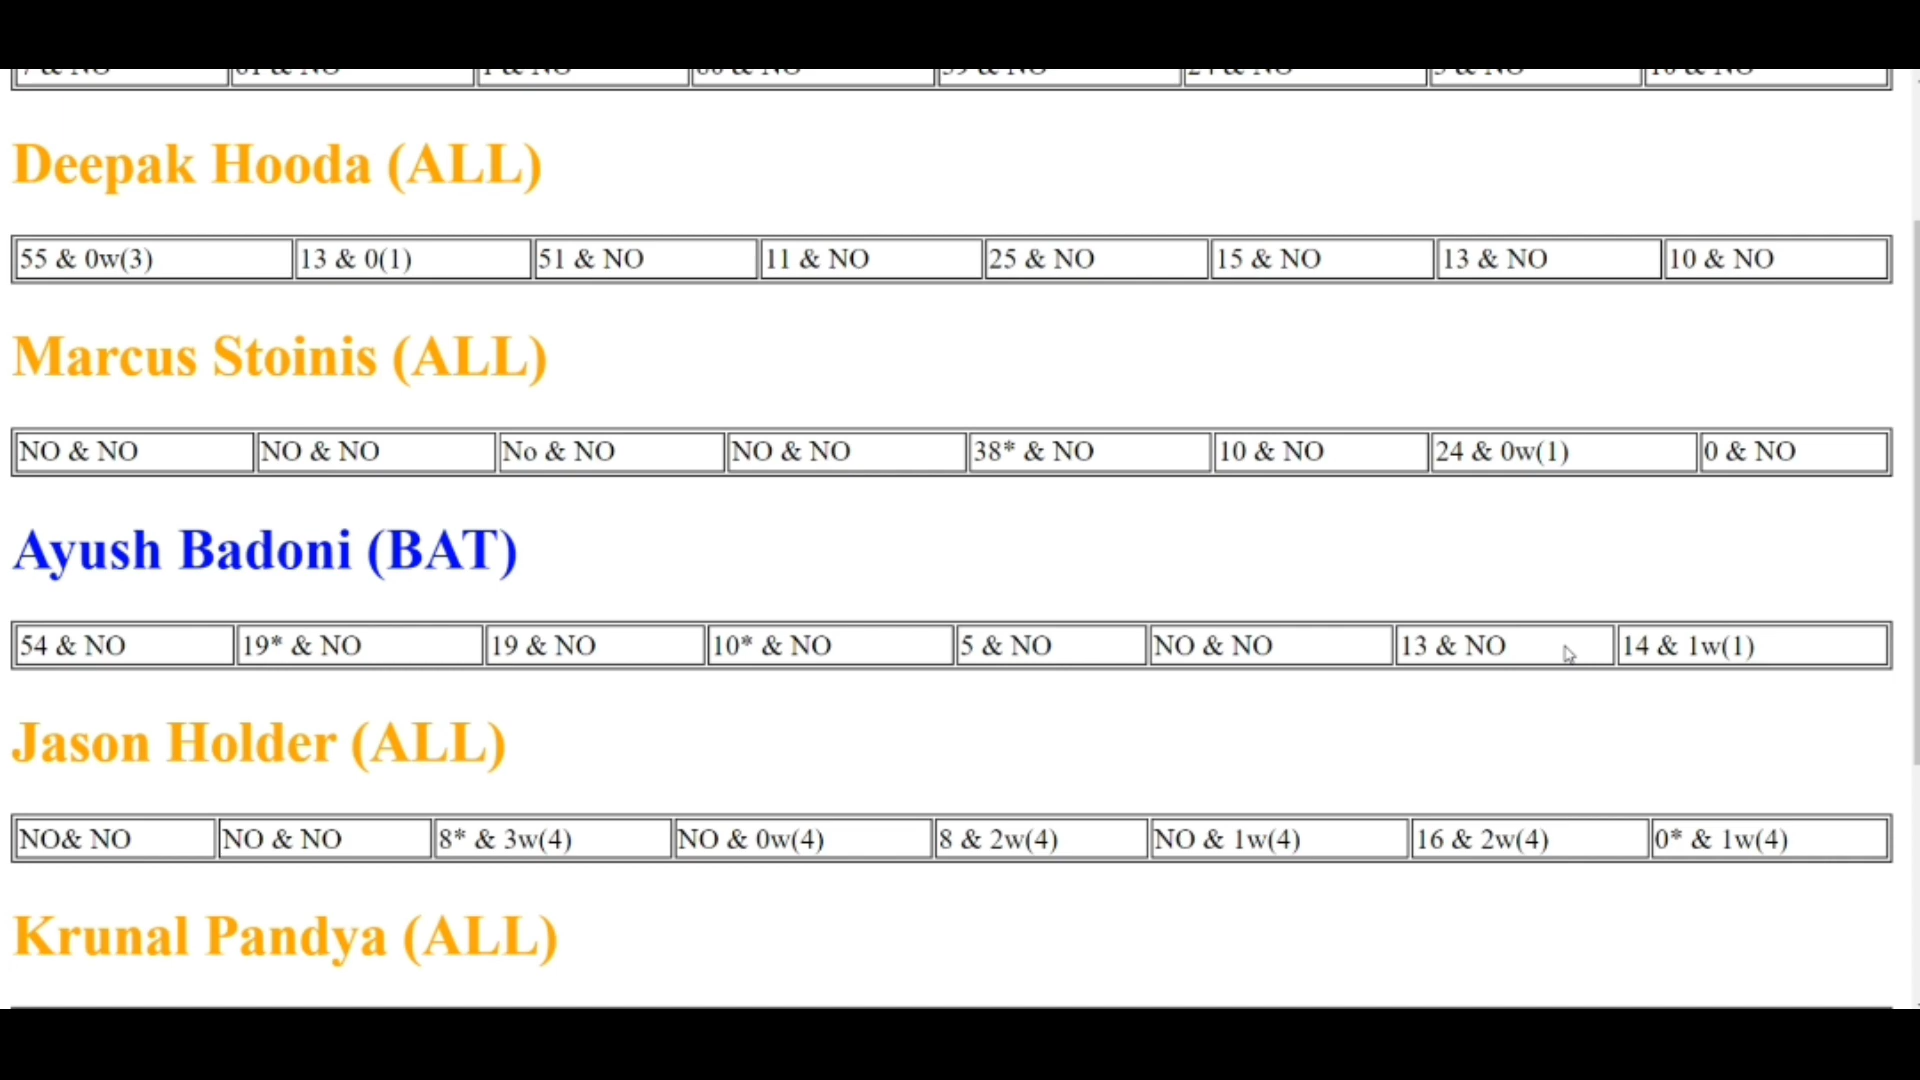 Deepak Hooda (ALL)
55 & 0w(3) 13 & 0(1) 51 & NO 11 & NO 25 & NO 15 & NO 13 & NO 10 & NO
Marcus Stoinis (ALL)
NO & NO NO & NO No & NO NO & NO 38* & NO 10 & NO 24 & 0w(1) 0 & NO
Ayush Badoni (BAT)
54 & NO 19* & NO 19 & NO 10* & NO 5 & NO NO & NO 13 & NO 14 & 1w(1)
Jason Holder (ALL)
NO& NO NO & NO 8* & 3w(4) NO & 0w(4) 8 & 2w(4) NO & 1w(4) 16 & 2w(4) 0* & 1w(4)
Krunal Pandya (ALL)